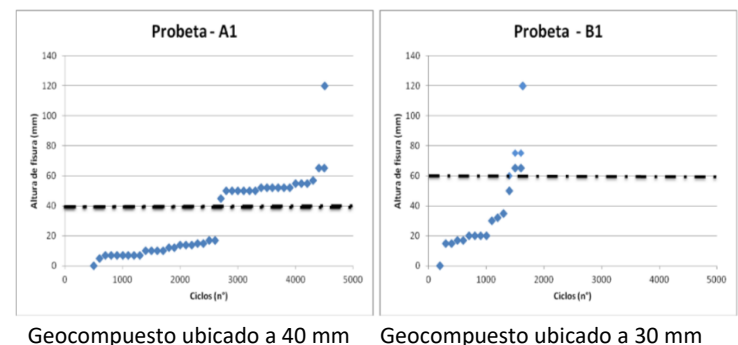 Probeta - A1
Altura de fisura (mm)
140
120
100
80
60
40
20
0
0 1000 2000 3000 4000 5000
Ciclos (n°)
Probeta - B1
Altura de fisura (mm)
140
120
100
80
60
40
20
0
0 1000 2000 3000 4000 5000
Ciclos (n°)
Geocompuesto ubicado a 40 mm
Geocompuesto ubicado a 30 mm